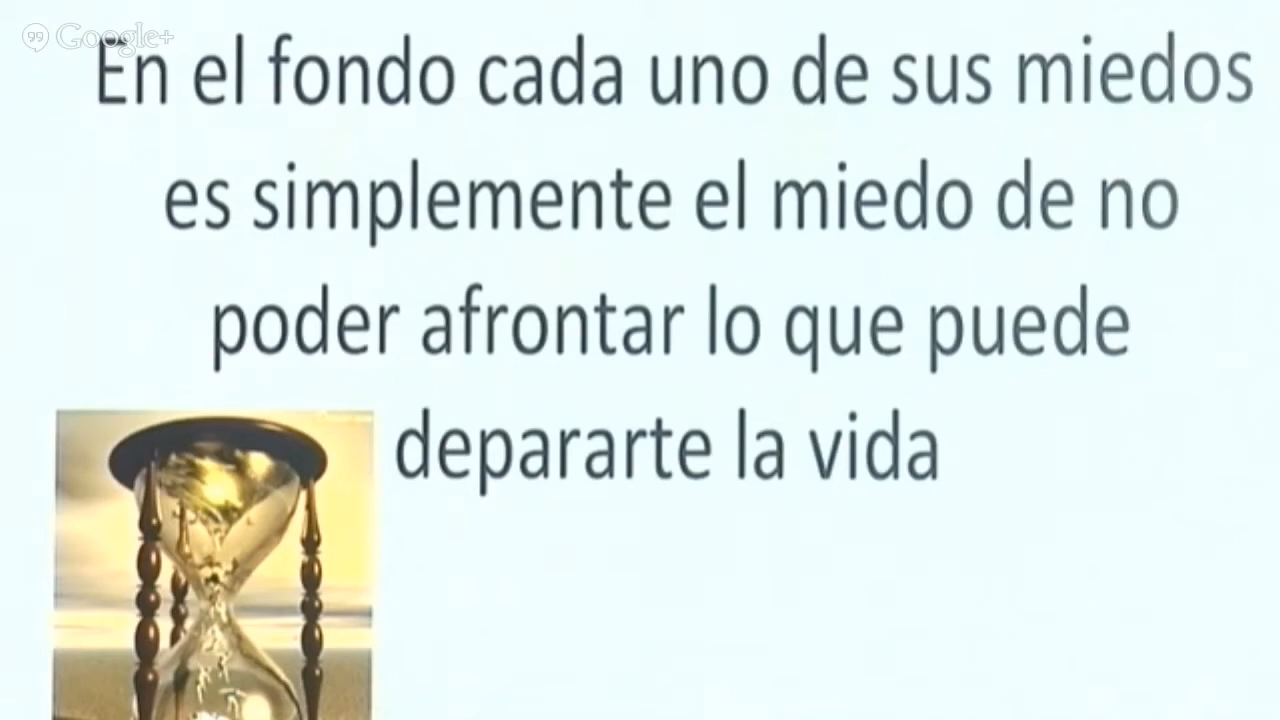 Google+
En el fondo cada uno de sus miedos
es simplemente el miedo de no
poder afrontar lo que puede
depararte la vida